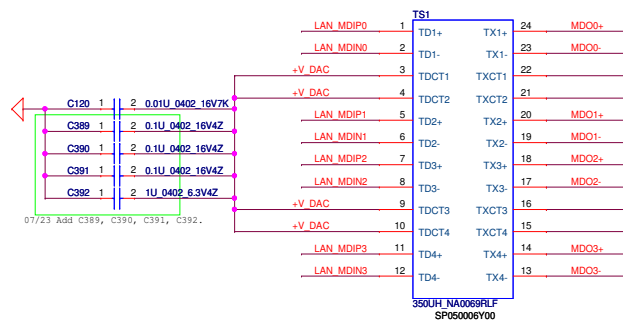 TS1
LAN_MDIP0 1 TD1+ TX1+ 24 MDO0+
LAN_MDIN0 2 TD1- TX1- 23 MDO0-
+V_DAC 3 TDCT1 TXCT1 22
+V_DAC 4 TDCT2 TXCT2 21
C120 1 2 0.01U_0402_16V7K
LAN_MDIP1 5 TD2+ TX2+ 20 MDO1+
C389 1 2 0.1U_0402_16V4Z
LAN_MDIN1 6 TD2- TX2- 19 MDO1-
C390 1 2 0.1U_0402_16V4Z
LAN_MDIP2 7 TD3+ TX3+ 18 MDO2+
C391 1 2 0.1U_0402_16V4Z
LAN_MDIN2 8 TD3- TX3- 17 MDO2-
C392 1 2 1U_0402_6.3V4Z
+V_DAC 9 TDCT3 TXCT3 16
07/23 Add C389, C390, C391, C392.
+V_DAC 10 TDCT4 TXCT4 15
LAN_MDIP3 11 TD4+ TX4+ 14 MDO3+
LAN_MDIN3 12 TD4- TX4- 13 MDO3-
350UH_NA0069RLF
SP050006Y00